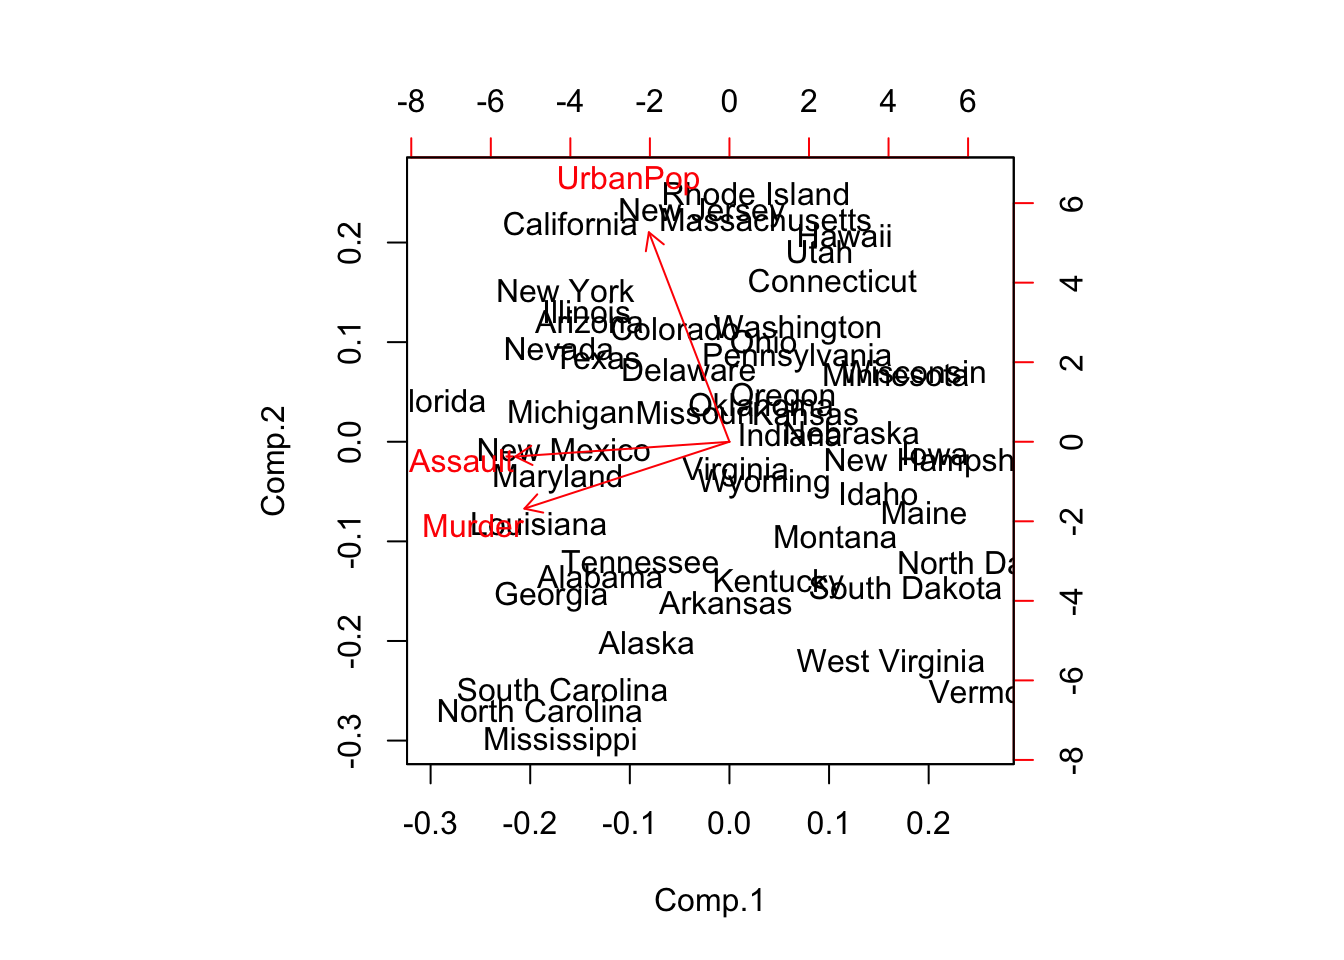 -8 -6 -4 -2 0 2 4 6
UrbanPop
Rhode Island
New Jersey
Massachusetts
California
Hawaii
Utah
Connecticut
New York
Illinois
Arizona
Colorado
Washington
Ohio
Nevada
Texas
Pennsylvania
Delaware
Wisconsin
Minnesota
Oregon
lorida
Oklahoma
Michigan
Missouri
Kansas
Indiana
Nebraska
New Mexico
Iowa
Assault
New Hampsh
Maryland
Virginia
Wyoming
Idaho
Maine
Murder
Louisiana
Montana
Tennessee
North Da
Alabama
Kentucky
South Dakota
Georgia
Arkansas
Alaska
West Virginia
South Carolina
Vermo
North Carolina
Mississippi
0.2
0.1
0.0
-0.1
-0.2
-0.3
Comp.2
6
4
2
0
-2
-4
-6
-8
-0.3 -0.2 -0.1 0.0 0.1 0.2
Comp.1